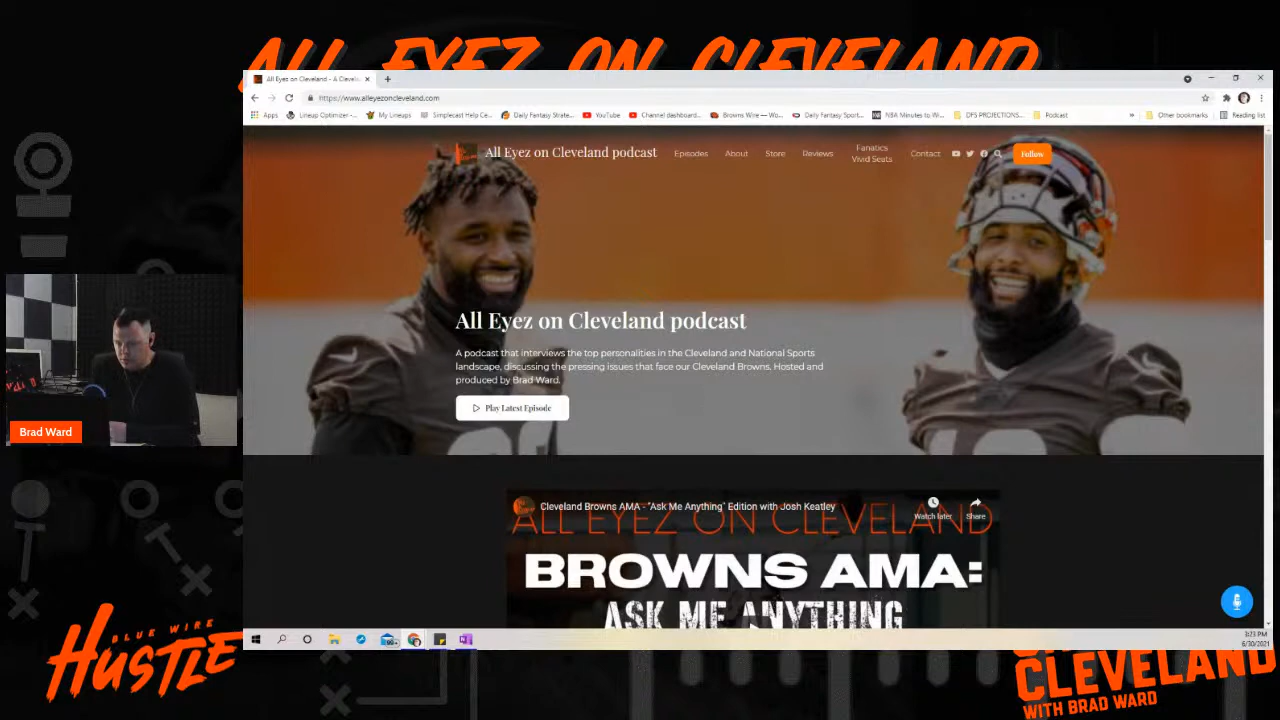 ALL EYEZ ON CLEVELAND
All Eyez on Cleveland - A Clevel...
https://www.alleyezoncleveland.com
Apps
Lineup Optimizer -...
My Lineups
Simplecast Help Ce...
Daily Fantasy Strate...
YouTube
Channel dashboard...
Browns Wire — Wo...
Daily Fantasy Sport...
NBA Minutes to Wi...
DFS PROJECTIONS...
Podcast
»
Other bookmarks
Reading list
All Eyez on Cleveland podcast
Episodes
About
Store
Reviews
Fanatics
Vivid Seats
Contact
Follow
All Eyez on Cleveland podcast
A podcast that interviews the top personalities in the Cleveland and National Sports
landscape, discussing the pressing issues that face our Cleveland Browns. Hosted and
produced by Brad Ward.
Play Latest Episode
Brad Ward
Cleveland Browns AMA - "Ask Me Anything" Edition with Josh Keatley
Watch later
Share
ALL EYEZ ON CLEVELAND
BROWNS AMA:
ASK ME ANYTHING
3:23 PM
6/30/2021
BLUE WIRE
HUSTLE
CLEVELAND
WITH BRAD WARD